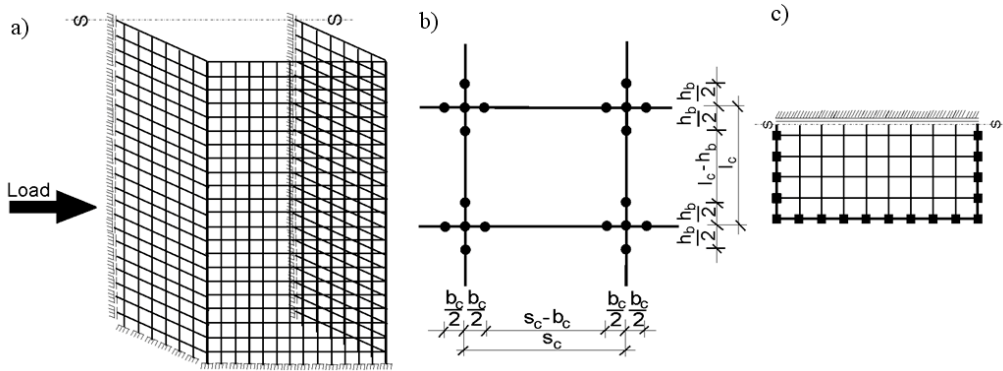 a)
S
S
Load
b)
h_b/2
h_b/2
l_c-h_b
l_c
h_b/2
h_b/2
b_c/2
b_c/2
s_c-b_c
b_c/2
b_c/2
s_c
c)
S
S